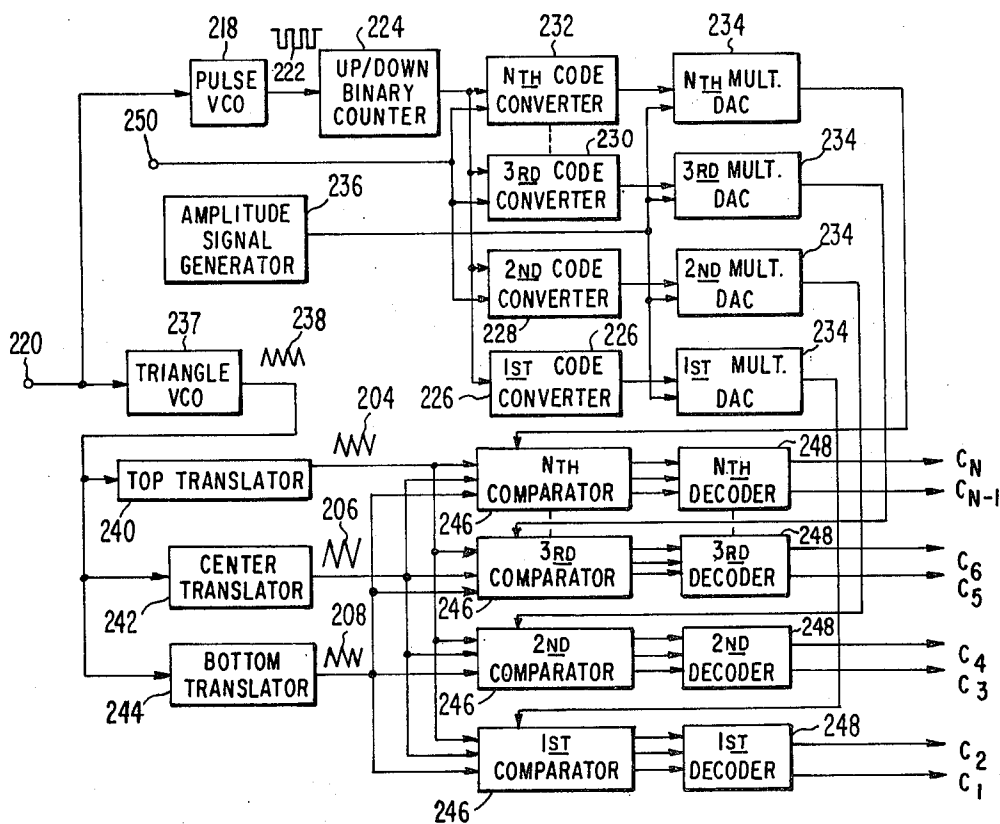 218
222
224
232
234
PULSE
VCO
UP/DOWN
BINARY
COUNTER
NTH CODE
CONVERTER
NTH MULT.
DAC
250
230
234
3RD CODE
CONVERTER
3RD MULT.
DAC
236
AMPLITUDE
SIGNAL
GENERATOR
234
2ND CODE
CONVERTER
2ND MULT.
DAC
228
226
234
220
237
238
TRIANGLE
VCO
1ST CODE
CONVERTER
226
1ST MULT.
DAC
204
TOP TRANSLATOR
240
NTH
COMPARATOR
246
248
NTH
DECODER
CN
CN-1
206
CENTER
TRANSLATOR
242
3RD
COMPARATOR
246
248
3RD
DECODER
C6
C5
208
BOTTOM
TRANSLATOR
244
2ND
COMPARATOR
246
248
2ND
DECODER
C4
C3
1ST
COMPARATOR
246
248
1ST
DECODER
C2
C1